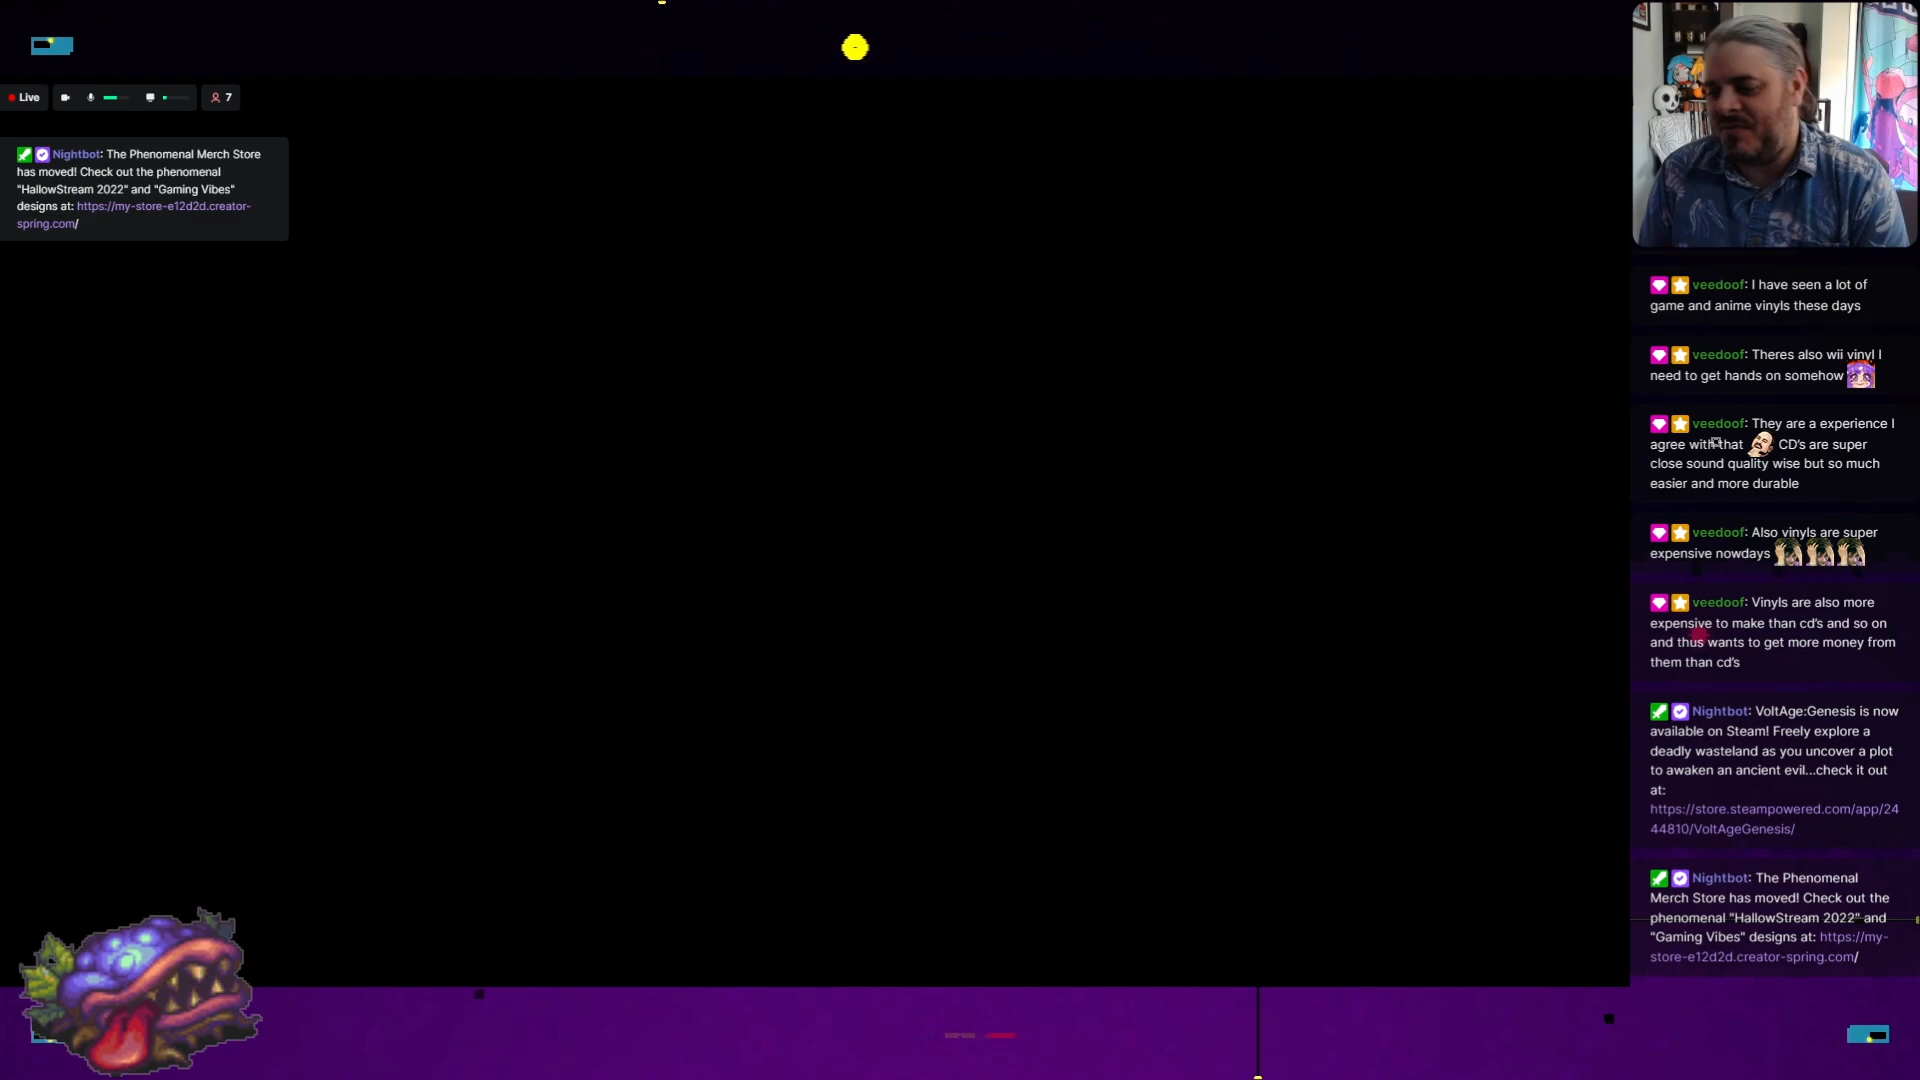 Live
7
Nightbot: The Phenomenal Merch Store
has moved! Check out the phenomenal
"HallowStream 2022" and "Gaming Vibes"
designs at: https://my-store-e12d2d.creator-
spring.com/
veedoof: I have seen a lot of
game and anime vinyls these days
veedoof: Theres also wii vinyl I
need to get hands on somehow
veedoof: They are a experience I
agree with that CD's are super
close sound quality wise but so much
easier and more durable
veedoof: Also vinyls are super
expensive nowdays
veedoof: Vinyls are also more
expensive to make than cd's and so on
and thus wants to get more money from
them than cd's
Nightbot: VoltAge:Genesis is now
available on Steam! Freely explore a
deadly wasteland as you uncover a plot
to awaken an ancient evil...check it out
at:
https://store.steampowered.com/app/24
44810/VoltAgeGenesis/
Nightbot: The Phenomenal
Merch Store has moved! Check out the
phenomenal "HallowStream 2022" and
"Gaming Vibes" designs at: https://my-
store-e12d2d.creator-spring.com/